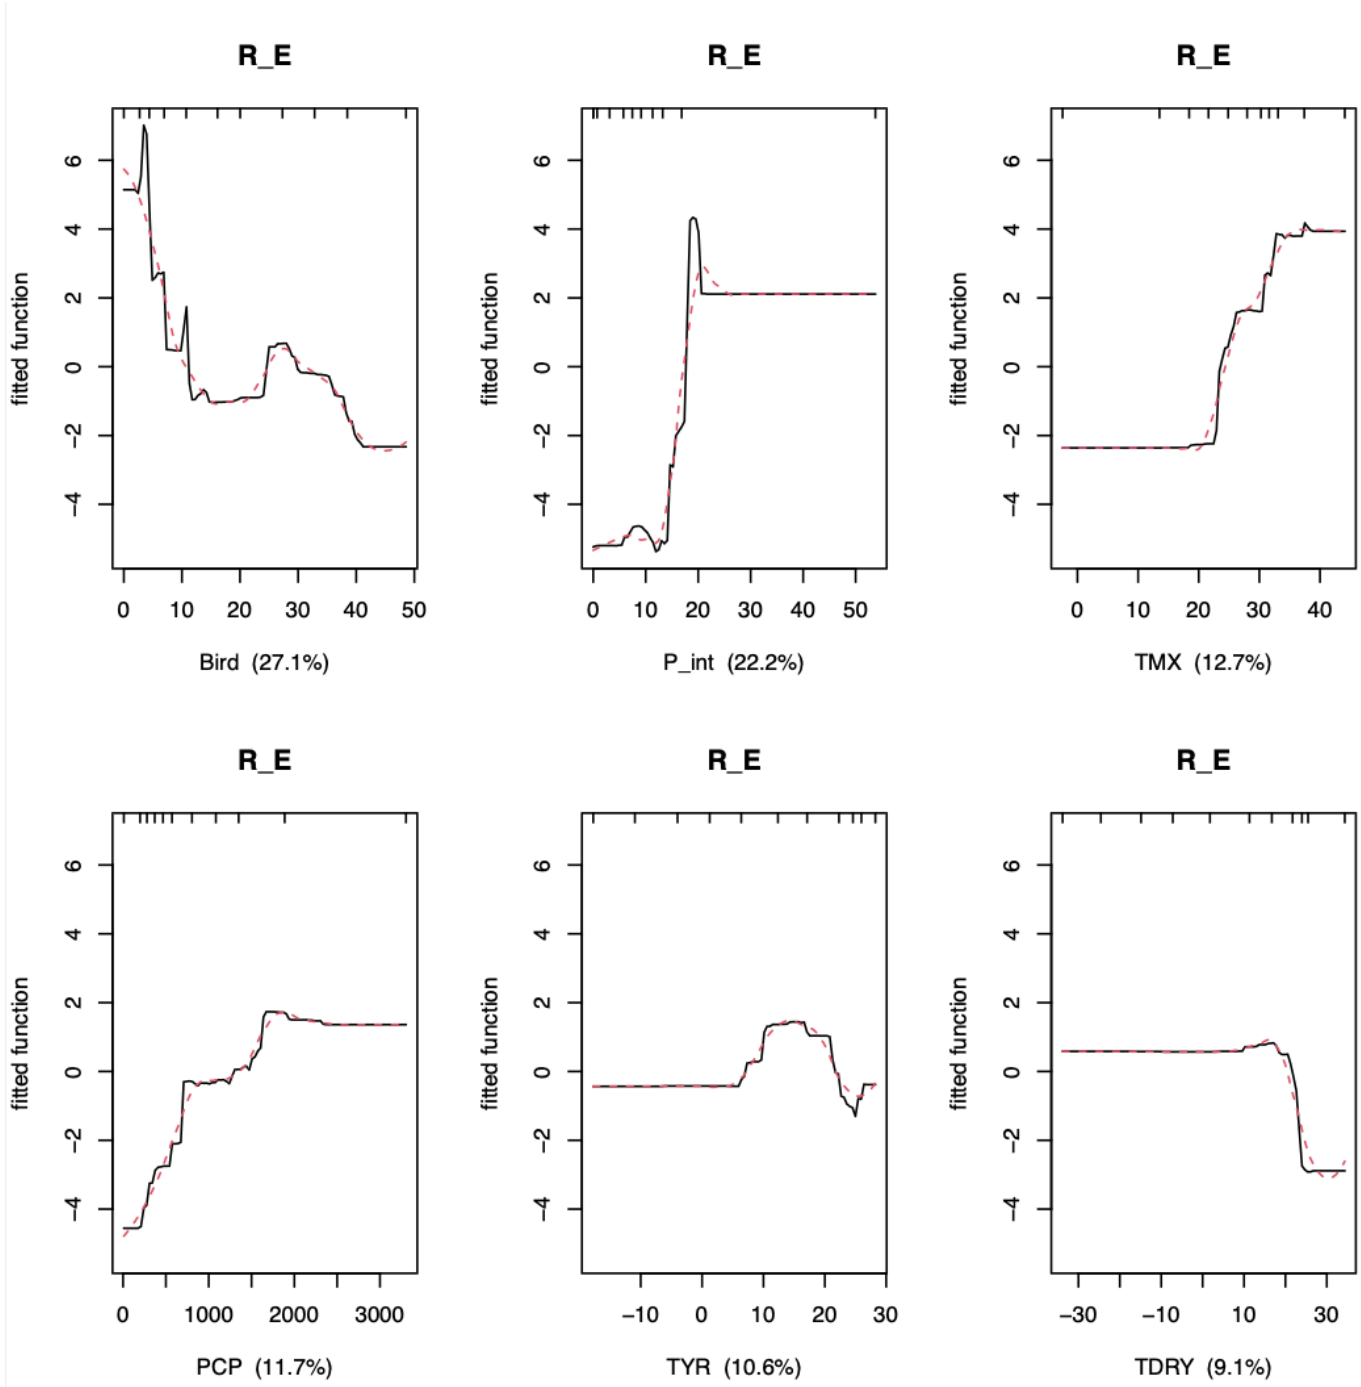 R_E
R_E
R_E
fitted function
−4 −2 0 2 4 6
0 10 20 30 40 50
Bird (27.1%)
fitted function
−4 −2 0 2 4 6
0 10 20 30 40 50
P_int (22.2%)
fitted function
−4 −2 0 2 4 6
0 10 20 30 40
TMX (12.7%)
R_E
R_E
R_E
fitted function
−4 −2 0 2 4 6
0 1000 2000 3000
PCP (11.7%)
fitted function
−4 −2 0 2 4 6
−10 0 10 20 30
TYR (10.6%)
fitted function
−4 −2 0 2 4 6
−30 −10 10 30
TDRY (9.1%)